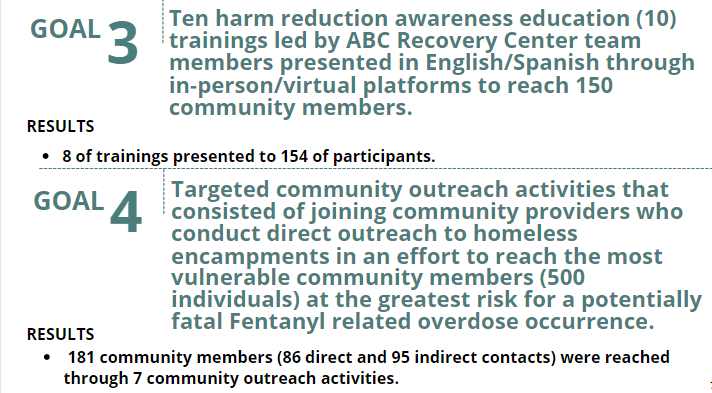 GOAL 3
Ten harm reduction awareness education (10)
trainings led by ABC Recovery Center team
members presented in English/Spanish through
in-person/virtual platforms to reach 150
community members.
RESULTS
• 8 of trainings presented to 154 of participants.
GOAL 4
Targeted community outreach activities that
consisted of joining community providers who
conduct direct outreach to homeless
encampments in an effort to reach the most
vulnerable community members (500
individuals) at the greatest risk for a potentially
fatal Fentanyl related overdose occurrence.
RESULTS
• 181 community members (86 direct and 95 indirect contacts) were reached
through 7 community outreach activities.